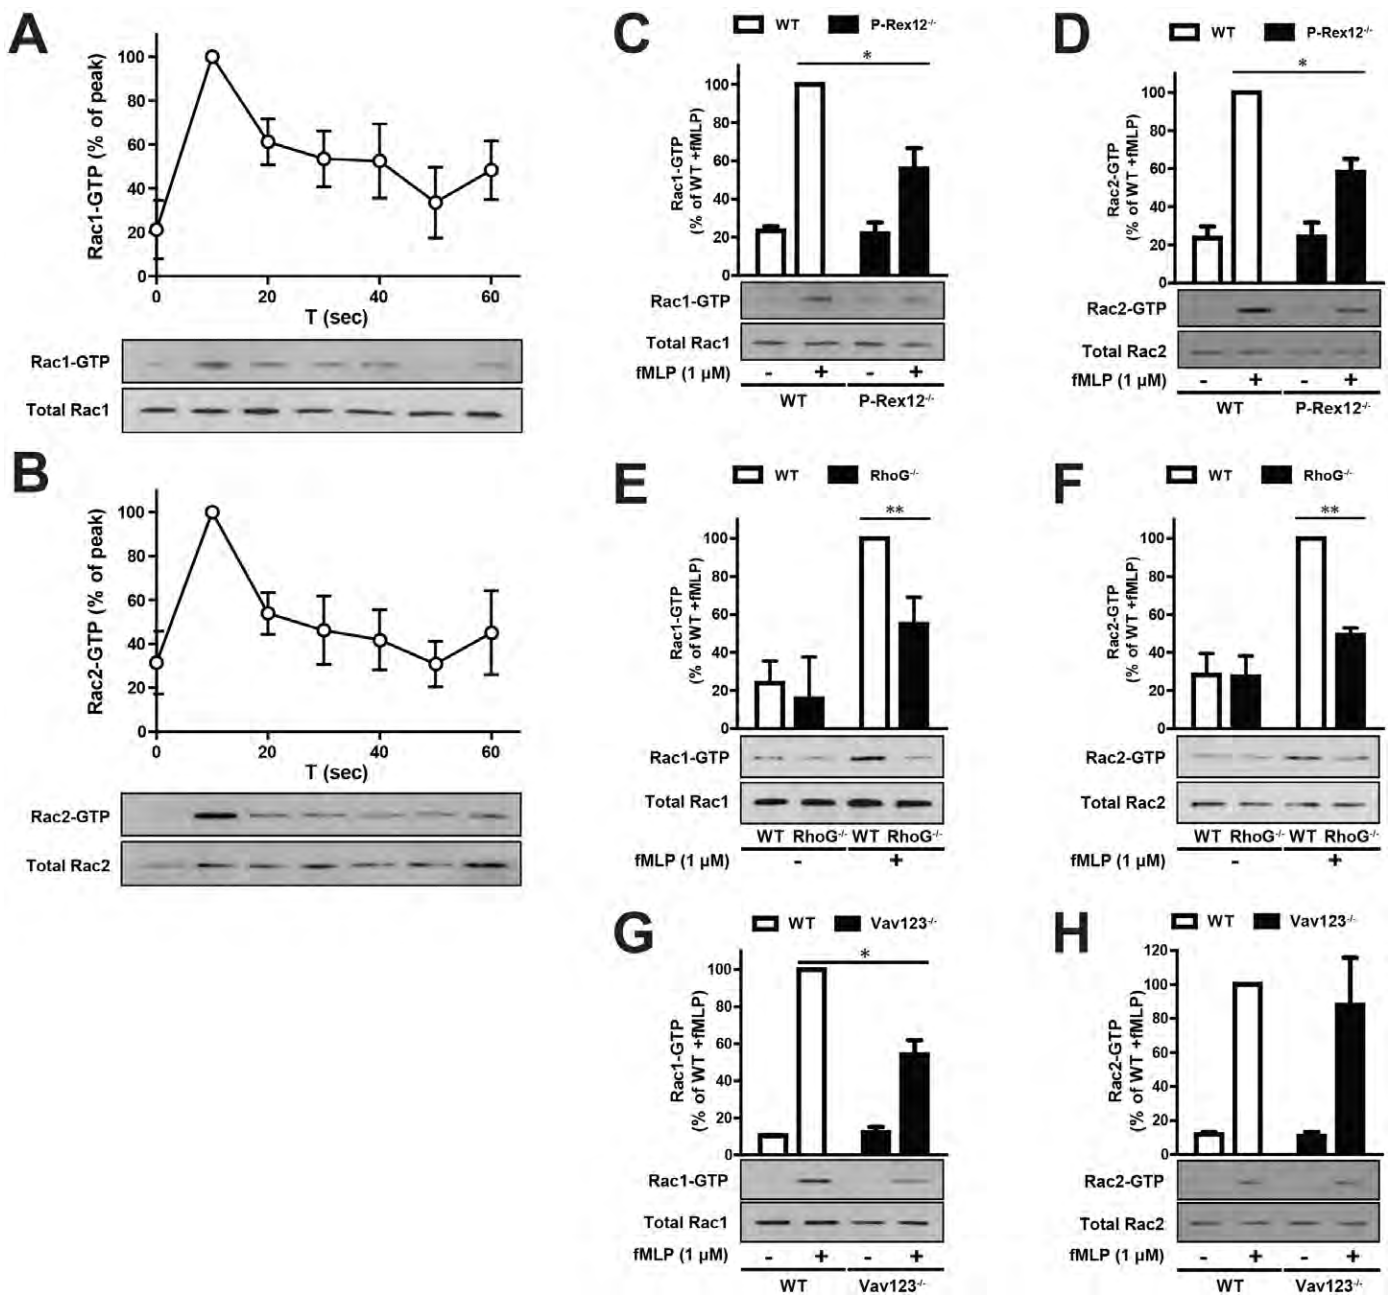 A
Rac1-GTP (% of peak)
100
80
60
40
20
0
0 20 40 60
T (sec)
Rac1-GTP
Total Rac1
B
Rac2-GTP (% of peak)
100
80
60
40
20
0
0 20 40 60
T (sec)
Rac2-GTP
Total Rac2
C
WT P-Rex12-/-
*
Rac1-GTP
(% of WT +fMLP)
100
80
60
40
20
0
Rac1-GTP
Total Rac1
fMLP (1 µM) - + - +
WT P-Rex12-/-
D
WT P-Rex12-/-
*
Rac2-GTP
(% of WT +fMLP)
100
80
60
40
20
0
Rac2-GTP
Total Rac2
fMLP (1 µM) - + - +
WT P-Rex12-/-
E
WT RhoG-/-
**
Rac1-GTP
(% of WT +fMLP)
100
80
60
40
20
0
Rac1-GTP
Total Rac1
WT RhoG-/- WT RhoG-/-
fMLP (1 µM) - +
F
WT RhoG-/-
**
Rac2-GTP
(% of WT +fMLP)
100
80
60
40
20
0
Rac2-GTP
Total Rac2
WT RhoG-/- WT RhoG-/-
fMLP (1 µM) - +
G
WT Vav123-/-
*
Rac1-GTP
(% of WT +fMLP)
100
80
60
40
20
0
Rac1-GTP
Total Rac1
fMLP (1 µM) - + - +
WT Vav123-/-
H
WT Vav123-/-
Rac2-GTP
(% of WT +fMLP)
120
100
80
60
40
20
0
Rac2-GTP
Total Rac2
fMLP (1 µM) - + - +
WT Vav123-/-